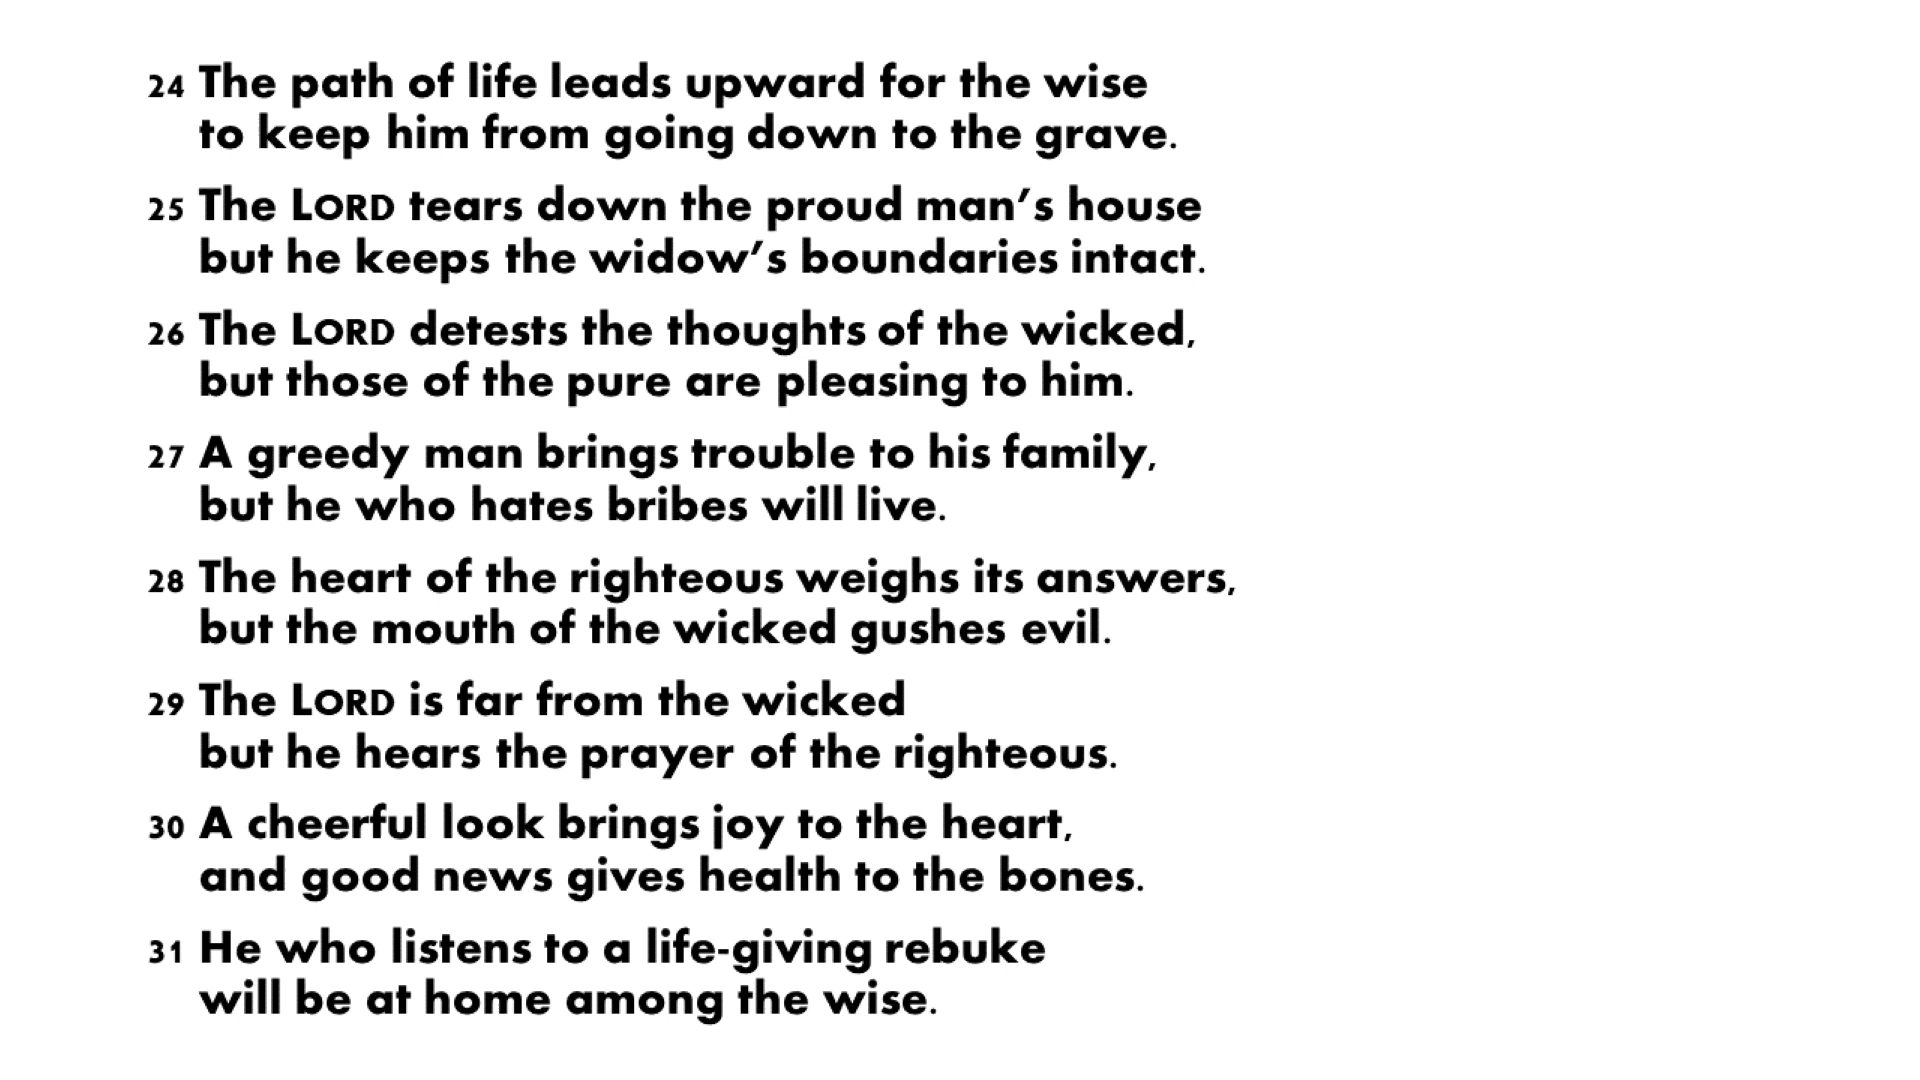 24 The path of life leads upward for the wise
to keep him from going down to the grave.
25 The LORD tears down the proud man’s house
but he keeps the widow’s boundaries intact.
26 The LORD detests the thoughts of the wicked,
but those of the pure are pleasing to him.
27 A greedy man brings trouble to his family,
but he who hates bribes will live.
28 The heart of the righteous weighs its answers,
but the mouth of the wicked gushes evil.
29 The LORD is far from the wicked
but he hears the prayer of the righteous.
30 A cheerful look brings joy to the heart,
and good news gives health to the bones.
31 He who listens to a life-giving rebuke
will be at home among the wise.